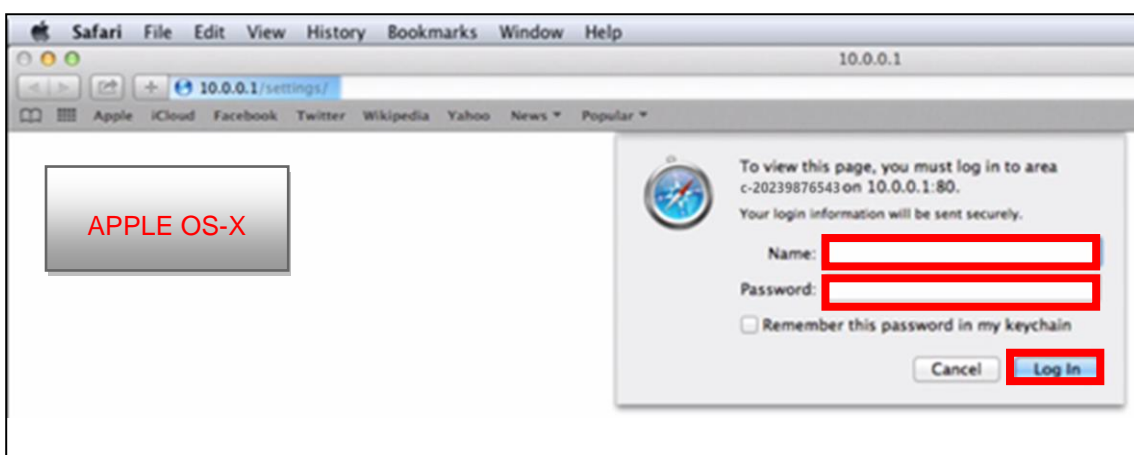 Safari File Edit View History Bookmarks Window Help
10.0.0.1
10.0.0.1/settings/
Apple iCloud Facebook Twitter Wikipedia Yahoo News Popular
APPLE OS-X
To view this page, you must log in to area
c-20239876543 on 10.0.0.1:80.
Your login information will be sent securely.
Name:
Password:
Remember this password in my keychain
Cancel Log In